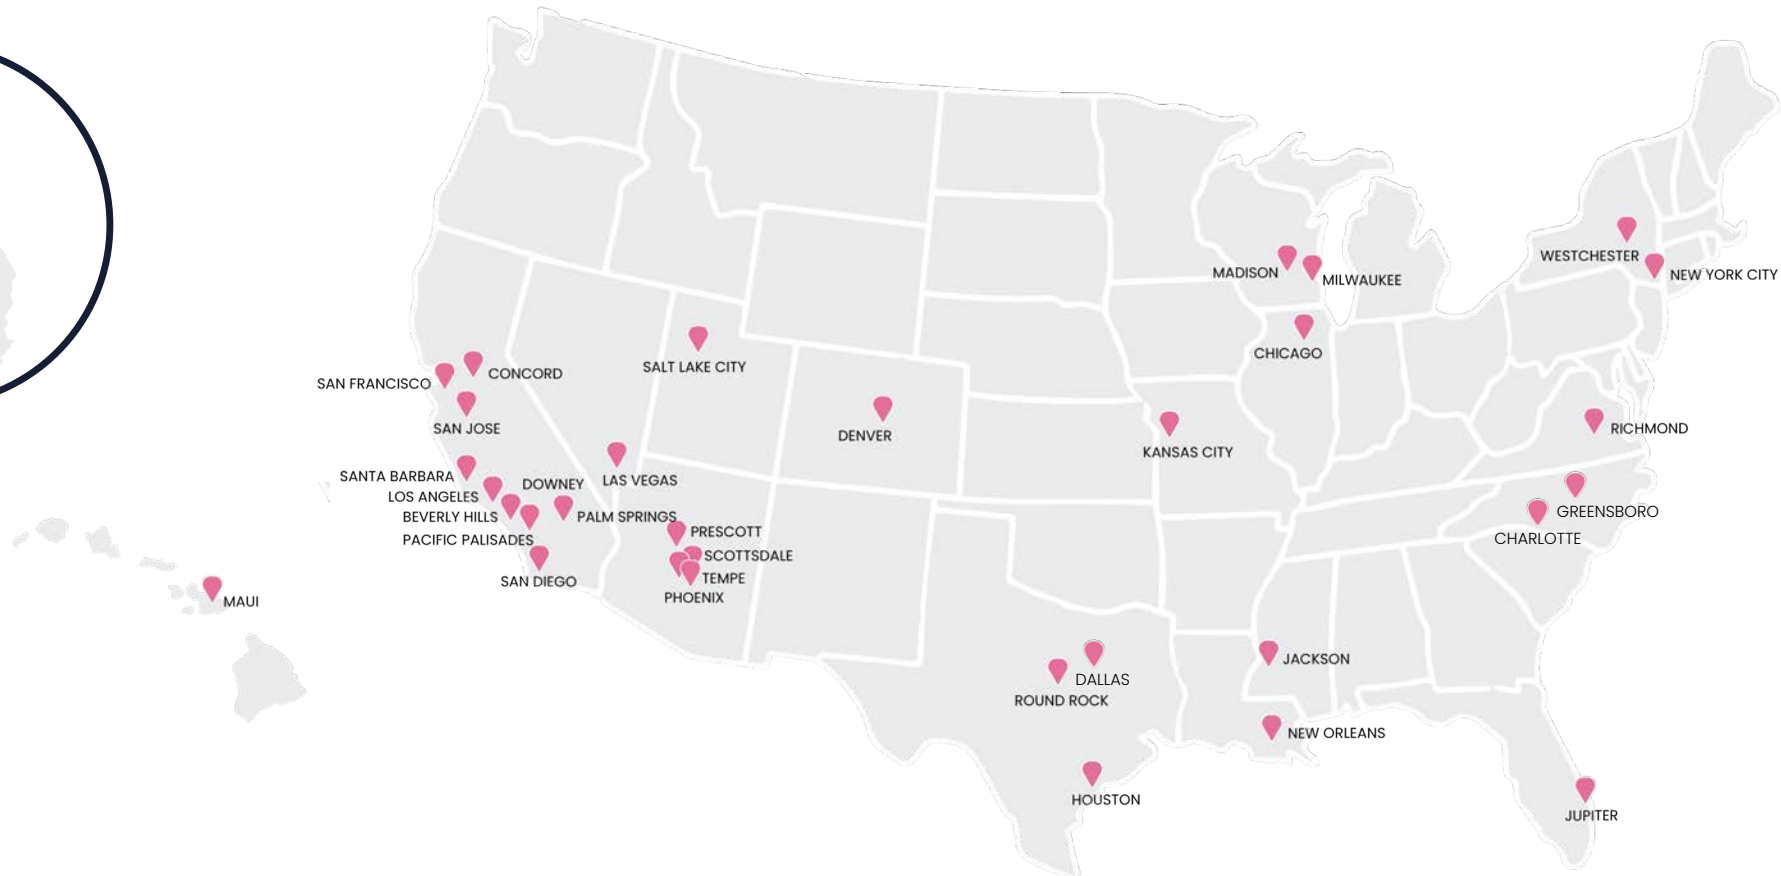 WESTCHESTER
NEW YORK CITY
MADISON
MILWAUKEE
CHICAGO
SALT LAKE CITY
CONCORD
SAN FRANCISCO
SAN JOSE
DENVER
KANSAS CITY
RICHMOND
SANTA BARBARA
LAS VEGAS
DOWNEY
LOS ANGELES
BEVERLY HILLS
PALM SPRINGS
GREENSBORO
PRESCOTT
CHARLOTTE
PACIFIC PALISADES
SCOTTSDALE
SAN DIEGO
TEMPE
PHOENIX
MAUI
JACKSON
DALLAS
ROUND ROCK
NEW ORLEANS
HOUSTON
JUPITER